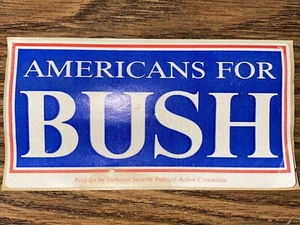 AMERICANS FOR
BUSH
Paid for by National Security Political Action Committee